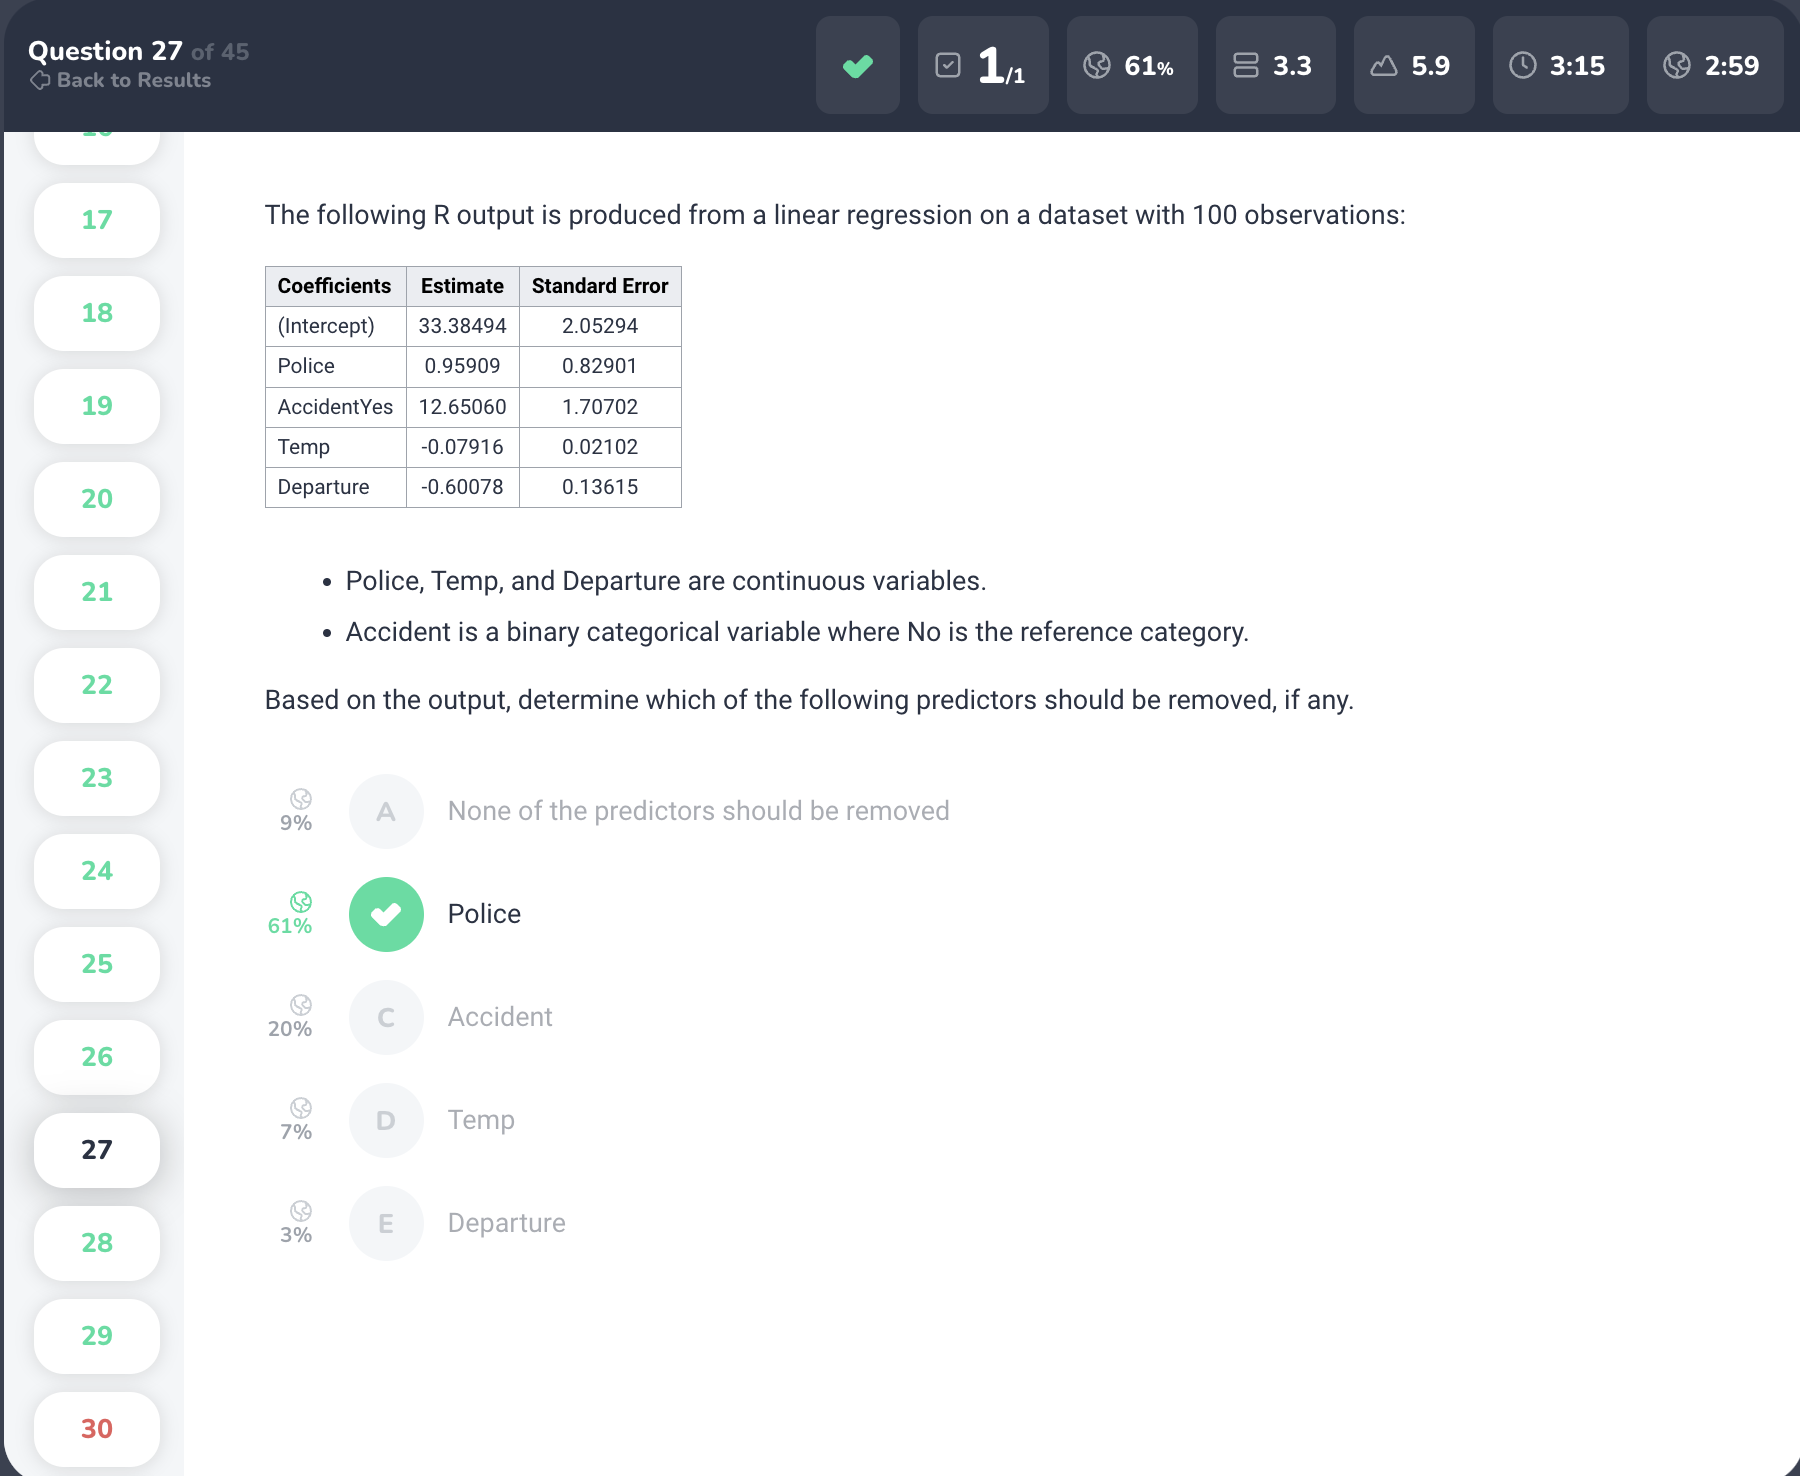 Question 27 of 45
Back to Results
1/1
61%
3.3
5.9
3:15
2:59
17
18
19
20
21
22
23
24
25
26
27
28
29
30
The following R output is produced from a linear regression on a dataset with 100 observations:
Coefficients Estimate Standard Error
(Intercept) 33.38494 2.05294
Police 0.95909 0.82901
AccidentYes 12.65060 1.70702
Temp -0.07916 0.02102
Departure -0.60078 0.13615
• Police, Temp, and Departure are continuous variables.
• Accident is a binary categorical variable where No is the reference category.
Based on the output, determine which of the following predictors should be removed, if any.
9% A None of the predictors should be removed
61% Police
20% C Accident
7% D Temp
3% E Departure